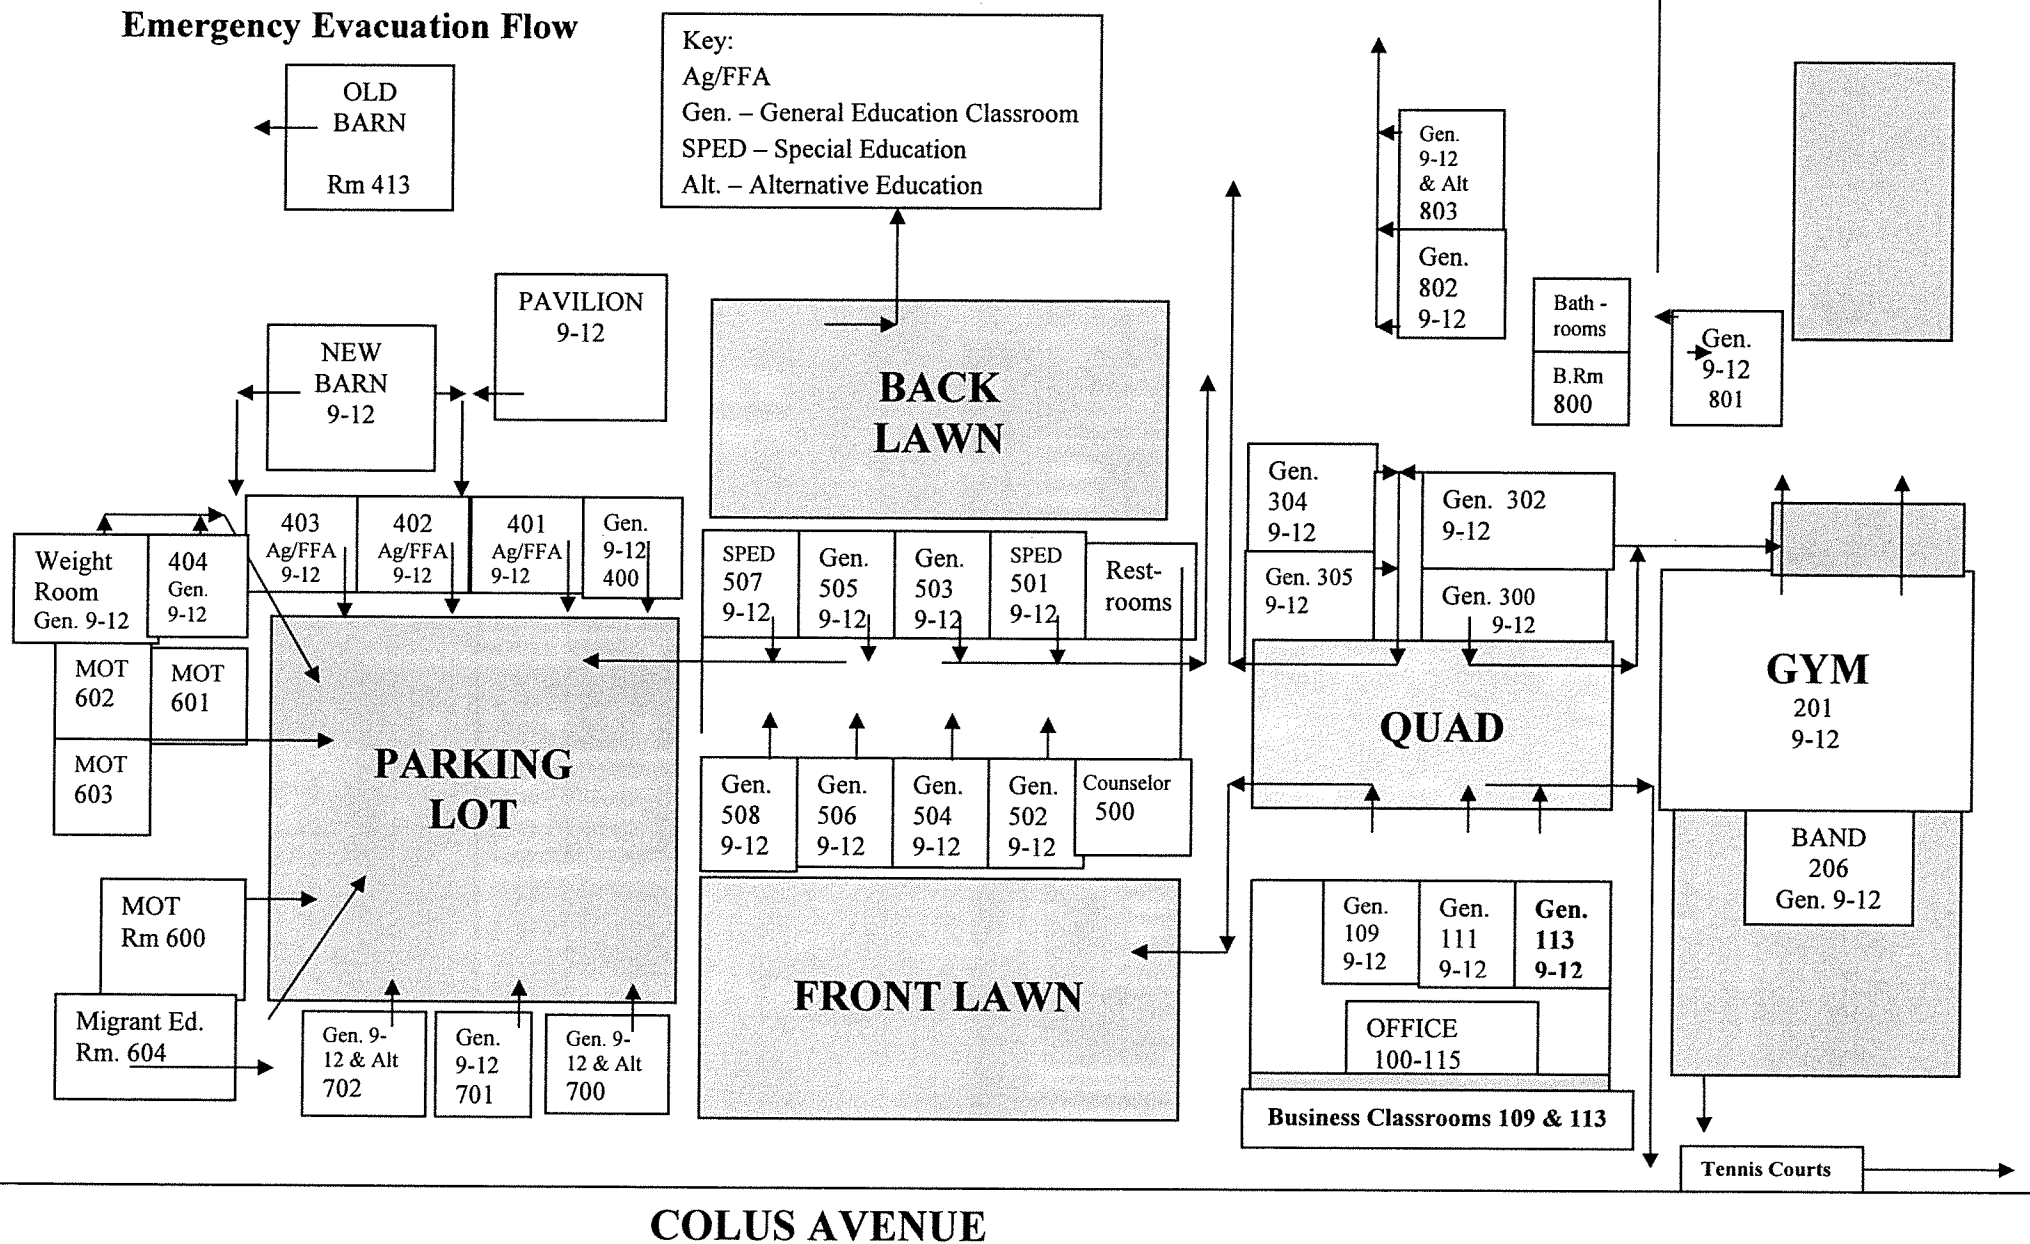 Emergency Evacuation Flow
Key:
Ag/FFA
Gen. – General Education Classroom
SPED – Special Education
Alt. – Alternative Education
OLD
BARN
Rm 413
Gen.
9-12
& Alt
803
Gen.
802
9-12
PAVILION
9-12
NEW
BARN
9-12
BACK
LAWN
Bath -
rooms
B.Rm
800
Gen.
9-12
801
Weight
Room
Gen. 9-12
404
Gen.
9-12
403
Ag/FFA
9-12
402
Ag/FFA
9-12
401
Ag/FFA
9-12
Gen.
9-12
400
SPED
507
9-12
Gen.
505
9-12
Gen.
503
9-12
SPED
501
9-12
Rest-
rooms
Gen.
304
9-12
Gen. 302
9-12
Gen. 305
9-12
Gen. 300
9-12
MOT
602
MOT
601
MOT
603
PARKING
LOT
QUAD
GYM
201
9-12
Gen.
508
9-12
Gen.
506
9-12
Gen.
504
9-12
Gen.
502
9-12
Counselor
500
BAND
206
Gen. 9-12
MOT
Rm 600
Migrant Ed.
Rm. 604
Gen. 9-
12 & Alt
702
Gen.
9-12
701
Gen. 9-
12 & Alt
700
FRONT LAWN
Gen.
109
9-12
Gen.
111
9-12
Gen.
113
9-12
OFFICE
100-115
Business Classrooms 109 & 113
Tennis Courts
COLUS AVENUE